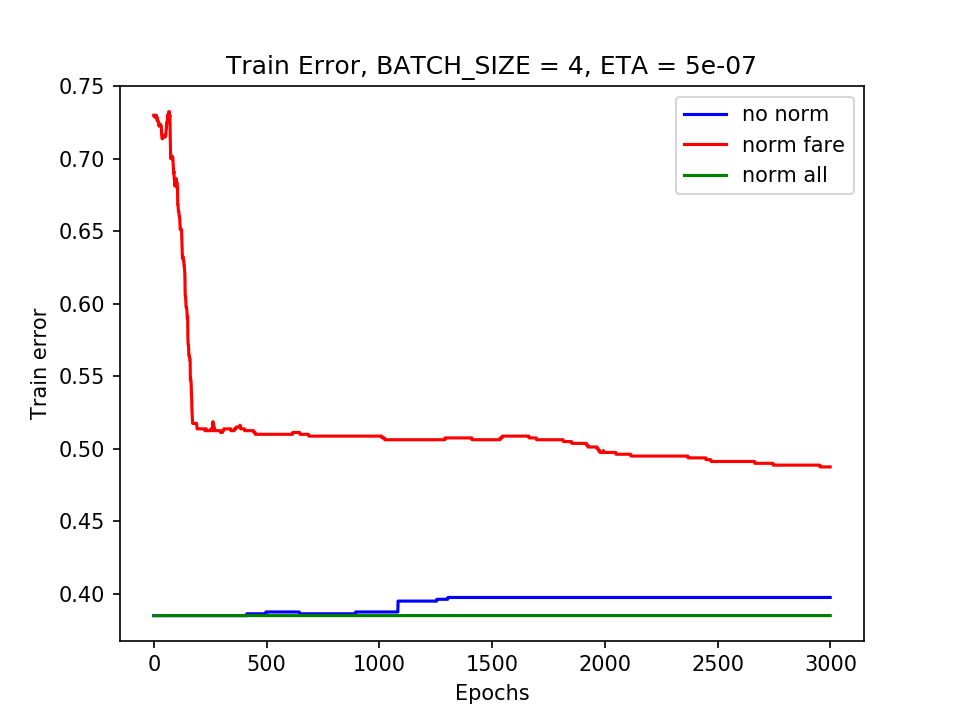 Train Error, BATCH_SIZE = 4, ETA = 5e-07
0.75
0.70
0.65
0.60
0.55
0.50
0.45
0.40
Train error
no norm
norm fare
norm all
0
500
1000
1500
2000
2500
3000
Epochs